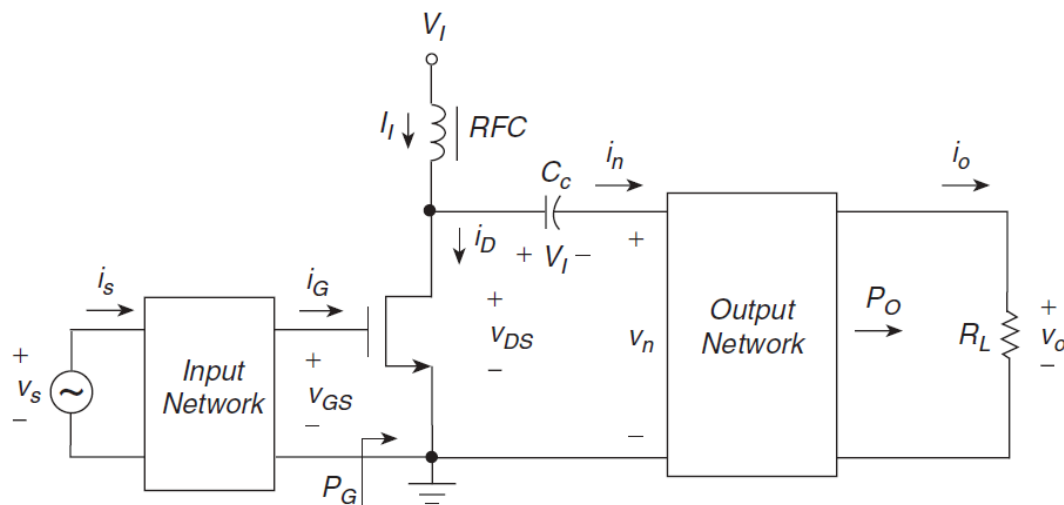 V_I
I_I
RFC
C_c
i_n
i_o
i_D
+ V_I −
i_s
i_G
+
v_s
−
Input
Network
+
v_GS
−
P_G
+
v_DS
−
+
v_n
−
Output
Network
P_O
R_L
+
v_o
−